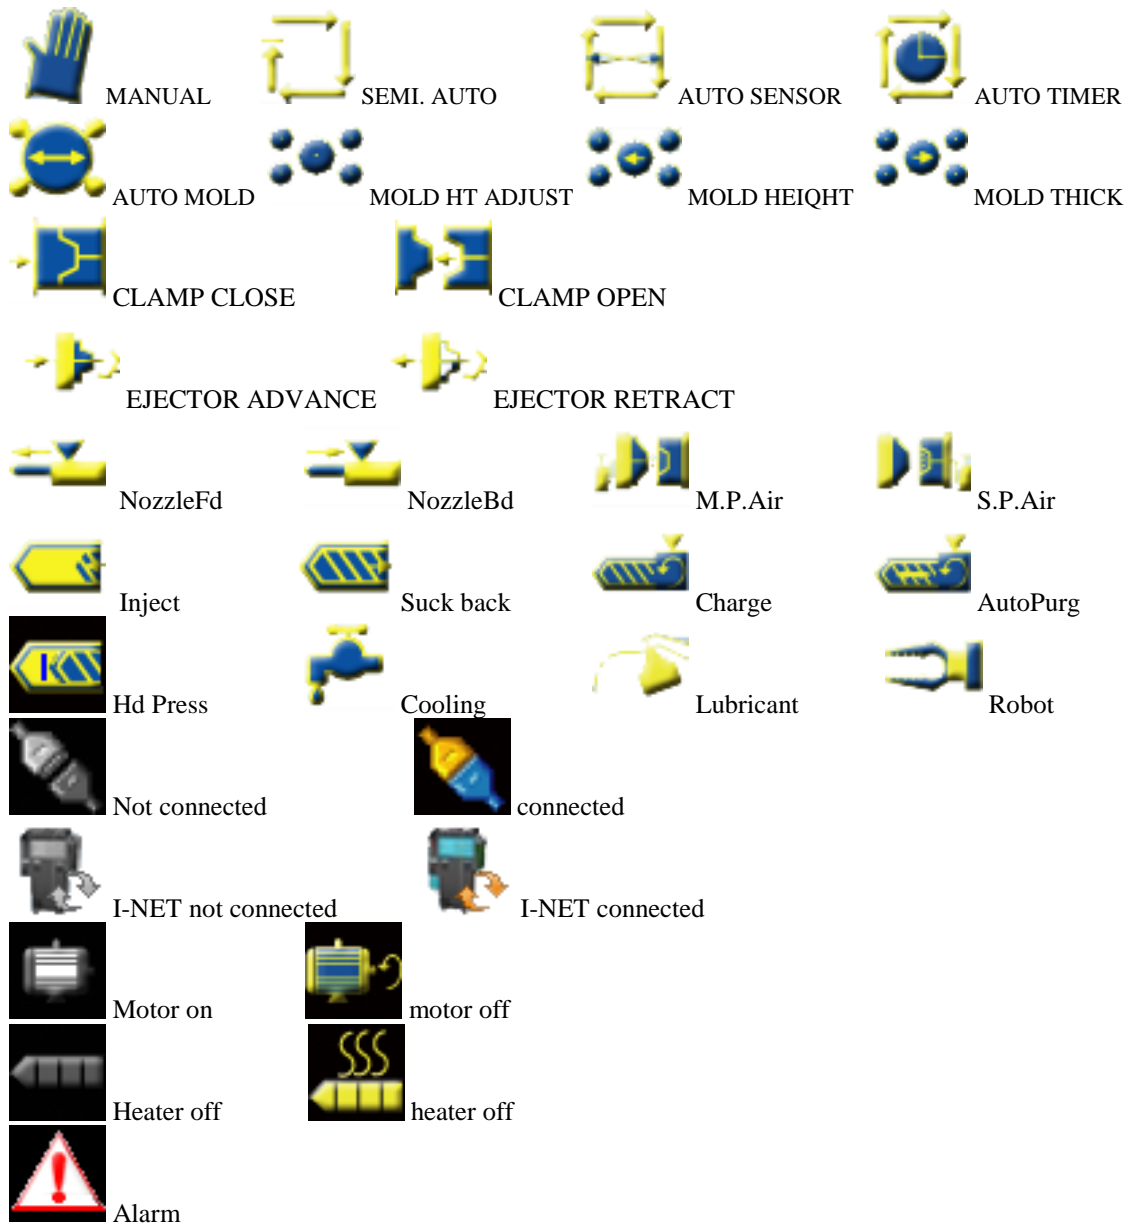 MANUAL SEMI. AUTO AUTO SENSOR AUTO TIMER
AUTO MOLD MOLD HT ADJUST MOLD HEIQHT MOLD THICK
CLAMP CLOSE CLAMP OPEN
EJECTOR ADVANCE EJECTOR RETRACT
NozzleFd NozzleBd M.P.Air S.P.Air
Inject Suck back Charge AutoPurg
Hd Press Cooling Lubricant Robot
Not connected connected
I-NET not connected I-NET connected
Motor on motor off
Heater off heater off
Alarm